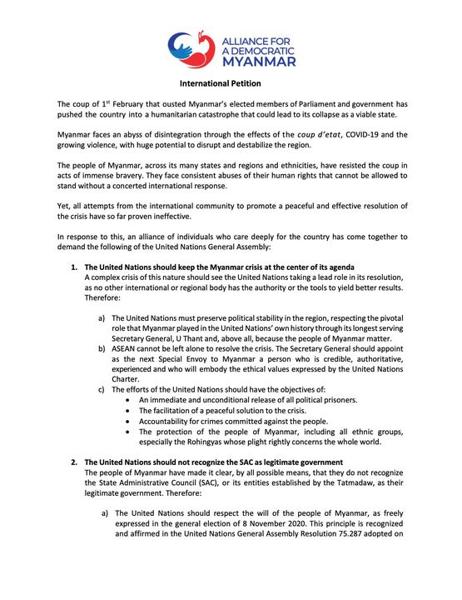 ALLIANCE FOR
A DEMOCRATIC
MYANMAR
International Petition
The coup of 1st February that ousted Myanmar's elected members of Parliament and government has
pushed the country into a humanitarian catastrophe that could lead to its collapse as a viable state.
Myanmar faces an abyss of disintegration through the effects of the coup d'etat, COVID-19 and the
growing violence, with huge potential to disrupt and destabilize the region.
The people of Myanmar, across its many states and regions and ethnicities, have resisted the coup in
acts of immense bravery. They face consistent abuses of their human rights that cannot be allowed to
stand without a concerted international response.
Yet, all attempts from the international community to promote a peaceful and effective resolution of
the crisis have so far proven ineffective.
In response to this, an alliance of individuals who care deeply for the country has come together to
demand the following of the United Nations General Assembly:
1. The United Nations should keep the Myanmar crisis at the center of its agenda
A complex crisis of this nature should see the United Nations taking a lead role in its resolution,
as no other international or regional body has the authority or the tools to yield better results.
Therefore:
a) The United Nations must preserve political stability in the region, respecting the pivotal
role that Myanmar played in the United Nations' own history through its longest serving
Secretary General, U Thant and, above all, because the people of Myanmar matter.
b) ASEAN cannot be left alone to resolve the crisis. The Secretary General should appoint
as the next Special Envoy to Myanmar a person who is credible, authoritative,
experienced and who will embody the ethical values expressed by the United Nations
Charter.
c) The efforts of the United Nations should have the objectives of:
• An immediate and unconditional release of all political prisoners.
• The facilitation of a peaceful solution to the crisis.
• Accountability for crimes committed against the people.
• The protection of the people of Myanmar, including all ethnic groups,
especially the Rohingyas whose plight rightly concerns the whole world.
2. The United Nations should not recognize the SAC as legitimate government
The people of Myanmar have made it clear, by all possible means, that they do not recognize
the State Administrative Council (SAC), or its entities established by the Tatmadaw, as their
legitimate government. Therefore:
a) The United Nations should respect the will of the people of Myanmar, as freely
expressed in the general election of 8 November 2020. This principle is recognized
and affirmed in the United Nations General Assembly Resolution 75.287 adopted on